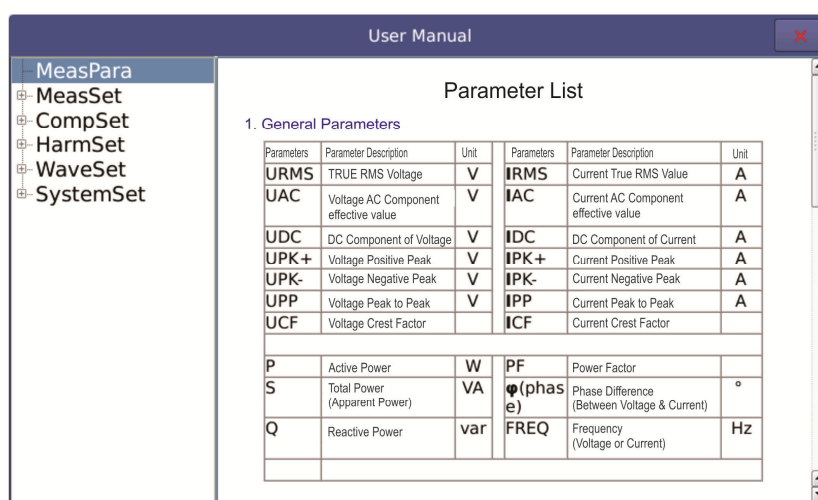 User Manual
MeasPara
MeasSet
CompSet
HarmSet
WaveSet
SystemSet
Parameter List
1. General Parameters
Parameters Parameter Description Unit Parameters Parameter Description Unit
URMS TRUE RMS Voltage V IRMS Current True RMS Value A
UAC Voltage AC Component V IAC Current AC Component A
effective value effective value
UDC DC Component of Voltage V IDC DC Component of Current A
UPK+ Voltage Positive Peak V IPK+ Current Positive Peak A
UPK- Voltage Negative Peak V IPK- Current Negative Peak A
UPP Voltage Peak to Peak V IPP Current Peak to Peak A
UCF Voltage Crest Factor ICF Current Crest Factor
P Active Power W PF Power Factor
S Total Power VA φ(phas Phase Difference °
(Apparent Power) e) (Between Voltage & Current)
Q Reactive Power var FREQ Frequency Hz
(Voltage or Current)